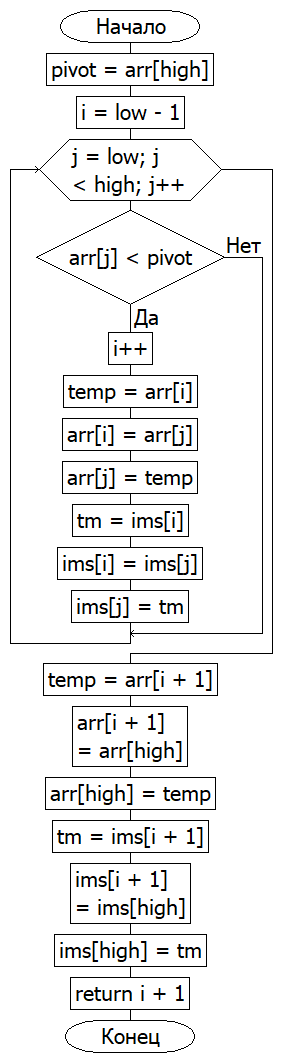 Начало
pivot = arr[high]
i = low - 1
j = low; j
< high; j++
arr[j] < pivot
Нет
Да
i++
temp = arr[i]
arr[i] = arr[j]
arr[j] = temp
tm = ims[i]
ims[i] = ims[j]
ims[j] = tm
temp = arr[i + 1]
arr[i + 1]
= arr[high]
arr[high] = temp
tm = ims[i + 1]
ims[i + 1]
= ims[high]
ims[high] = tm
return i + 1
Конец